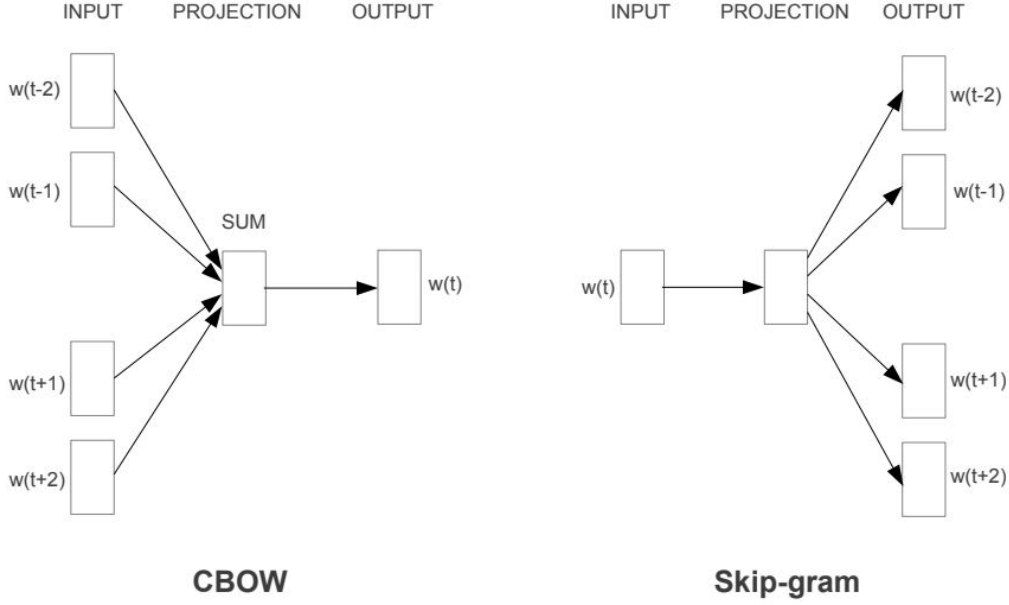 INPUT PROJECTION OUTPUT
w(t-2)
w(t-1)
SUM
w(t)
w(t+1)
w(t+2)
CBOW
INPUT PROJECTION OUTPUT
w(t-2)
w(t-1)
w(t)
w(t+1)
w(t+2)
Skip-gram